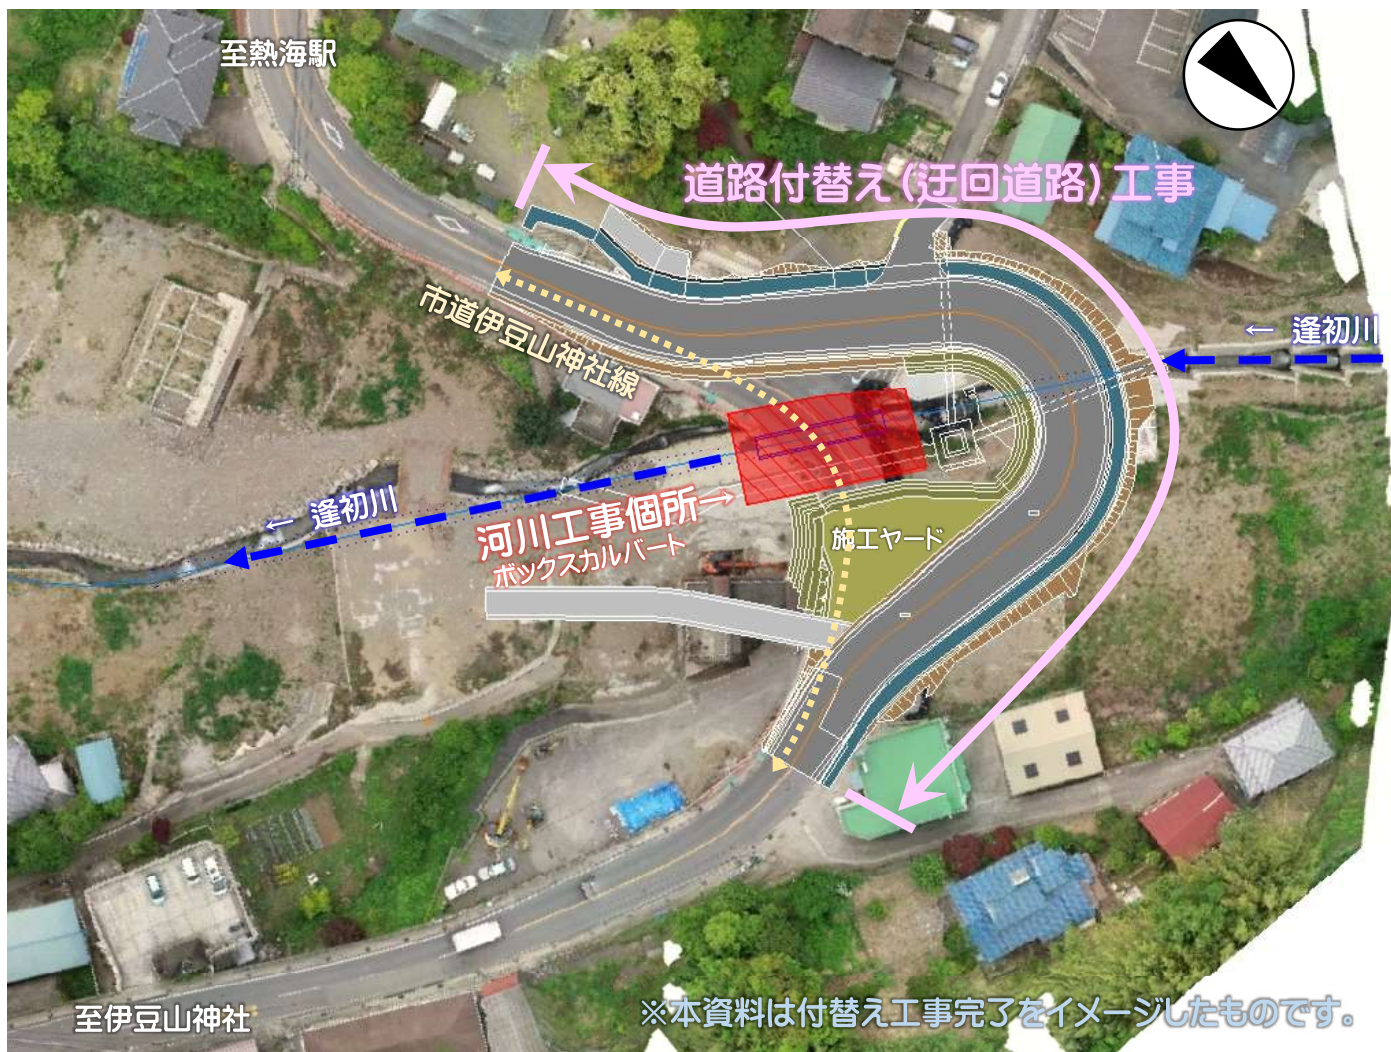 至熱海駅
道路付替え（迂回道路）工事
市道伊豆山神社線
← 逢初川
← 逢初川
河川工事個所→
ボックスカルバート
施工ヤード
至伊豆山神社
※本資料は付替え工事完了をイメージしたものです。